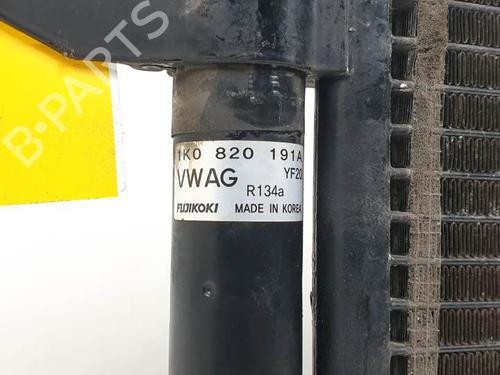 B-PARTS
1K0 820 191A
VWAG YF20
R134a
FUJIKOKI MADE IN KOREA